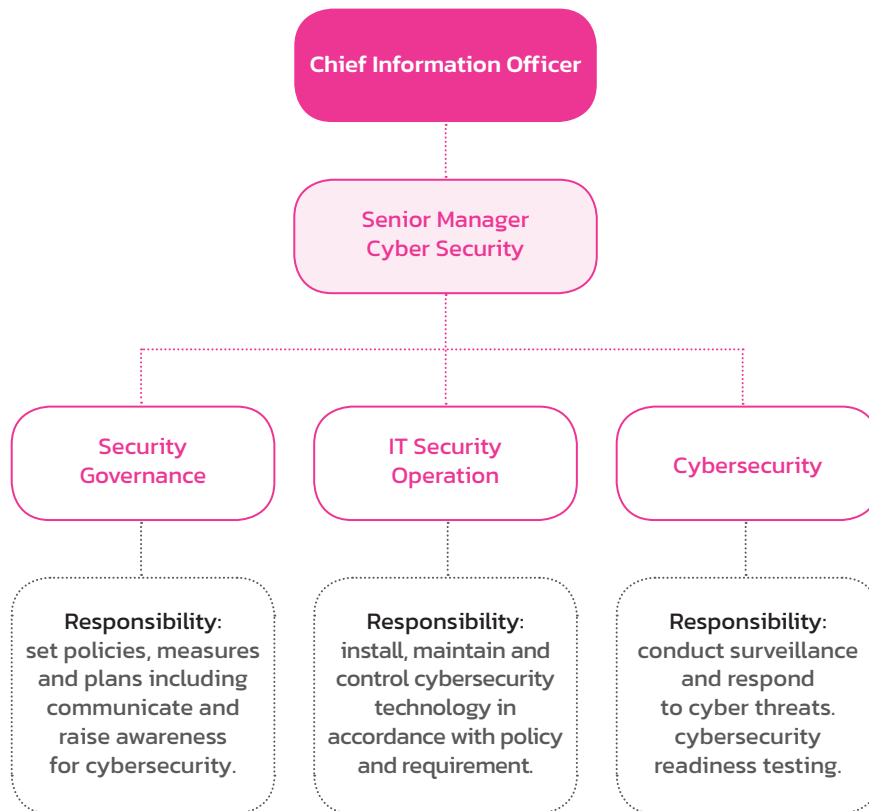 Chief Information Officer
Senior Manager
Cyber Security
Security
Governance
IT Security
Operation
Cybersecurity
Responsibility:
set policies, measures
and plans including
communicate and
raise awareness
for cybersecurity.
Responsibility:
install, maintain and
control cybersecurity
technology in
accordance with policy
and requirement.
Responsibility:
conduct surveillance
and respond
to cyber threats.
cybersecurity
readiness testing.